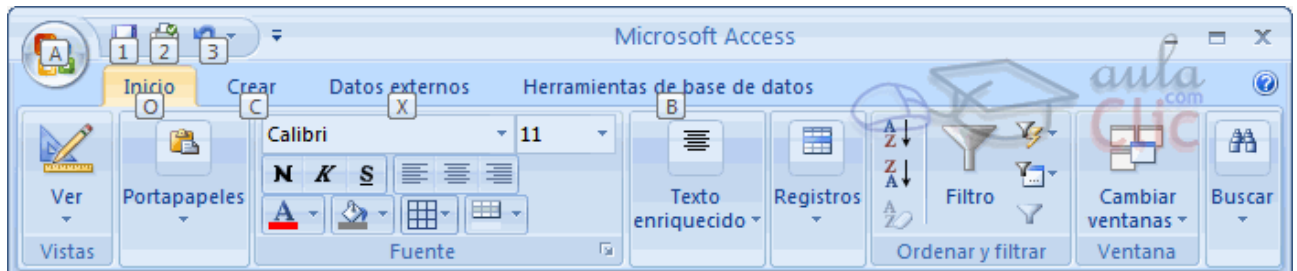 Microsoft Access
A 1 2 3
Inicio Crear Datos externos Herramientas de base de datos
O C X B
aula
.com
Clic
Calibri 11
N K S
A
A
Z
Z
A
A
Z
Ver Portapapeles Texto
enriquecido Registros Filtro Cambiar
ventanas Buscar
Vistas Fuente Ordenar y filtrar Ventana